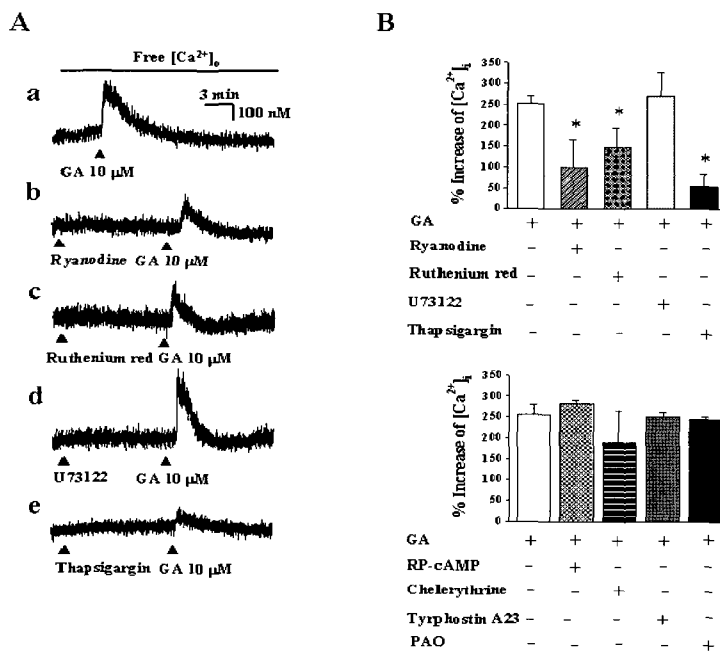 A
Free [Ca2+]o
a
3 min
100 nM
GA 10 µM
b
Ryanodine GA 10 µM
c
Ruthenium red GA 10 µM
d
U73122 GA 10 µM
e
Thapsigargin GA 10 µM
B
% Increase of [Ca2+]i
350
300
250
200
150
100
50
0
* * *
GA + + + + +
Ryanodine - + - - -
Ruthenium red - - + - -
U73122 - - - + -
Thapsigargin - - - - +
% Increase of [Ca2+]i
350
300
250
200
150
100
50
0
GA + + + + +
RP-cAMP - + - - -
Chellerythrine - - + - -
Tyrphostin A23 - - - + -
PAO - - - - +